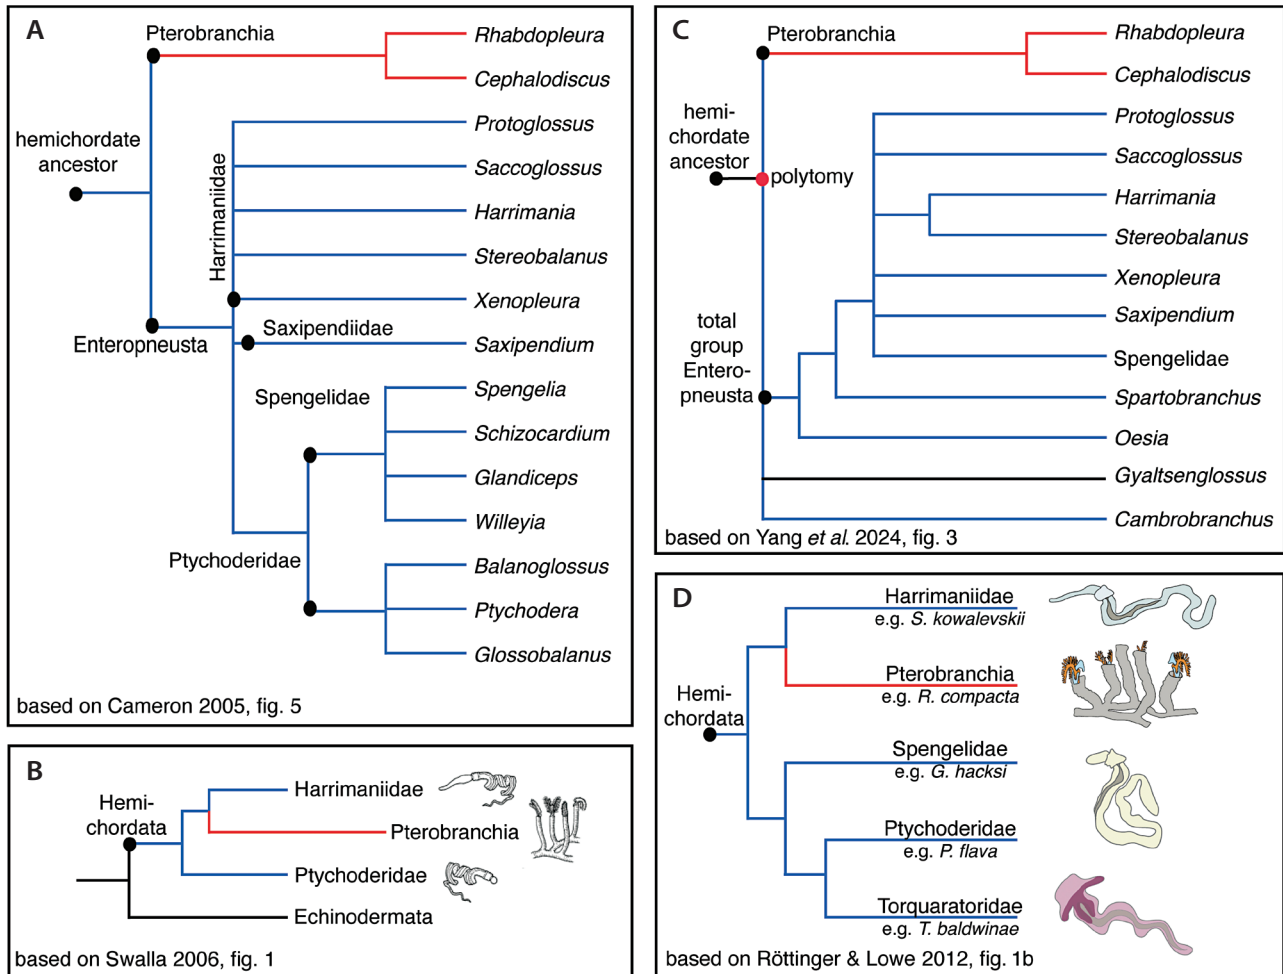 A
Pterobranchia
Rhabdopleura
Cephalodiscus
hemichordate
ancestor
Protoglossus
Saccoglossus
Harrimaniidae
Harrimania
Stereobalanus
Xenopleura
Enteropneusta
Saxipendiidae
Saxipendium
Spengelidae
Spengelia
Schizocardium
Glandiceps
Willeyia
Ptychoderidae
Balanoglossus
Ptychodera
Glossobalanus
based on Cameron 2005, fig. 5
B
Hemi-
chordata
Harrimaniidae
Pterobranchia
Ptychoderidae
Echinodermata
based on Swalla 2006, fig. 1
C
Pterobranchia
Rhabdopleura
Cephalodiscus
hemi-
chordate
ancestor
polytomy
Protoglossus
Saccoglossus
Harrimania
Stereobalanus
Xenopleura
Saxipendium
Spengelidae
total
group
Entero-
pneusta
Spartobranchus
Oesia
Gyaltsenglossus
Cambrobranchus
based on Yang et al. 2024, fig. 3
D
Hemi-
chordata
Harrimaniidae
e.g. S. kowalevskii
Pterobranchia
e.g. R. compacta
Spengelidae
e.g. G. hacksi
Ptychoderidae
e.g. P. flava
Torquaratoridae
e.g. T. baldwinae
based on Röttinger & Lowe 2012, fig. 1b